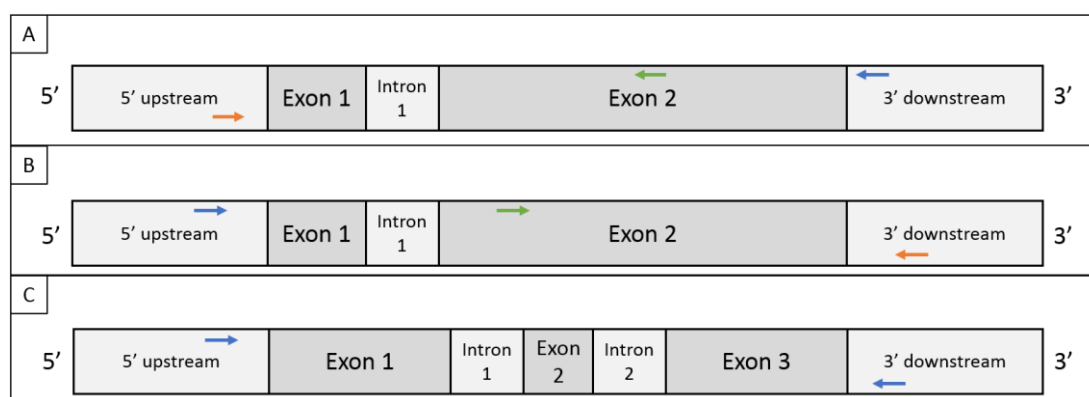 A
5’ 5’ upstream Exon 1 Intron 1 Exon 2 3’ downstream 3’
B
5’ 5’ upstream Exon 1 Intron 1 Exon 2 3’ downstream 3’
C
5’ 5’ upstream Exon 1 Intron 1 Exon 2 Intron 2 Exon 3 3’ downstream 3’